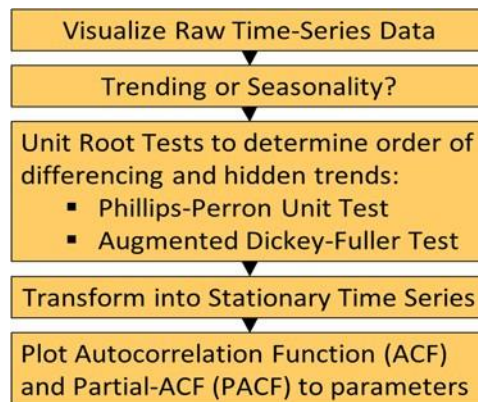 Visualize Raw Time-Series Data
Trending or Seasonality?
Unit Root Tests to determine order of
differencing and hidden trends:
▪ Phillips-Perron Unit Test
▪ Augmented Dickey-Fuller Test
Transform into Stationary Time Series
Plot Autocorrelation Function (ACF)
and Partial-ACF (PACF) to parameters